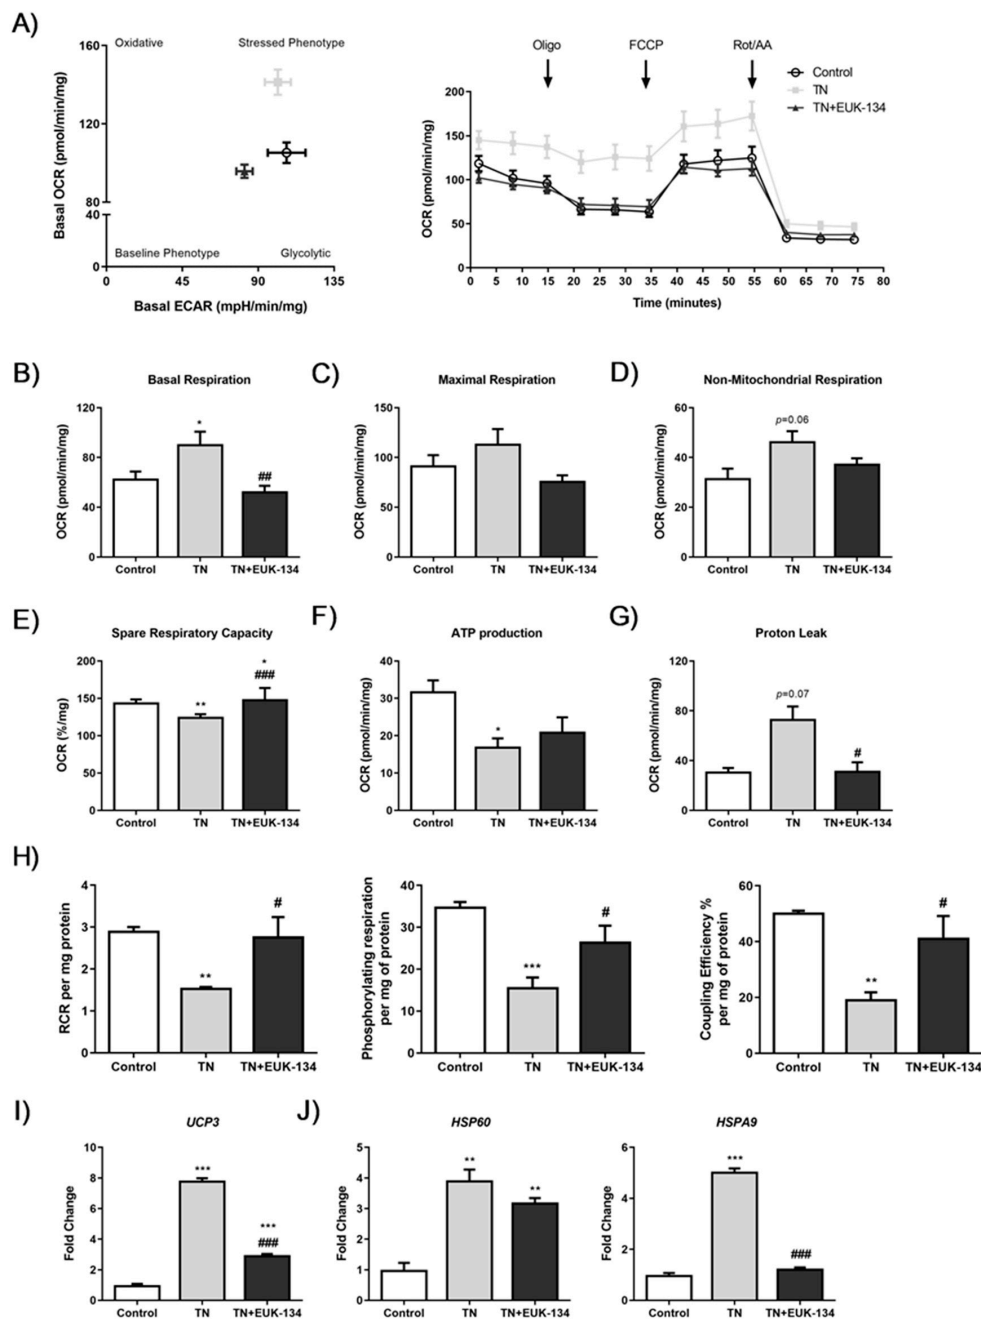 A)
Oxidative Stressed Phenotype
160
120
80
40
0
Basal OCR (pmol/min/mg)
Baseline Phenotype Glycolytic
0 45 90 135
Basal ECAR (mpH/min/mg)
Oligo FCCP Rot/AA
Control
TN
TN+EUK-134
200
150
100
50
0
OCR (pmol/min/mg)
0 5 10 15 20 25 30 35 40 45 50 55 60 65 70 75 80
Time (minutes)
B)
Basal Respiration
120
80
40
0
OCR (pmol/min/mg)
*
##
Control TN TN+EUK-134
C)
Maximal Respiration
150
100
50
0
OCR (pmol/min/mg)
Control TN TN+EUK-134
D)
Non-Mitochondrial Respiration
60
40
20
0
OCR (pmol/min/mg)
p=0.06
Control TN TN+EUK-134
E)
Spare Respiratory Capacity
200
150
100
150
0
OCR (%/mg)
**
*
###
Control TN TN+EUK-134
F)
ATP production
40
30
20
10
0
OCR (pmol/min/mg)
*
Control TN TN+EUK-134
G)
Proton Leak
120
80
40
0
OCR (pmol/min/mg)
p=0.07
#
Control TN TN+EUK-134
H)
4
3
2
1
0
RCR per mg protein
**
#
Control TN TN+EUK-134
40
30
20
10
0
Phosphorylating respiration
per mg of protein
***
#
Control TN TN+EUK-134
60
40
20
0
Coupling Efficiency %
per mg of protein
**
#
Control TN TN+EUK-134
I)
UCP3
10
8
6
4
2
0
Fold Change
***
***
###
Control TN TN+EUK-134
J)
HSP60
5
4
3
2
1
0
Fold Change
**
**
Control TN TN+EUK-134
HSPA9
6
4
2
0
Fold Change
***
###
Control TN TN+EUK-134